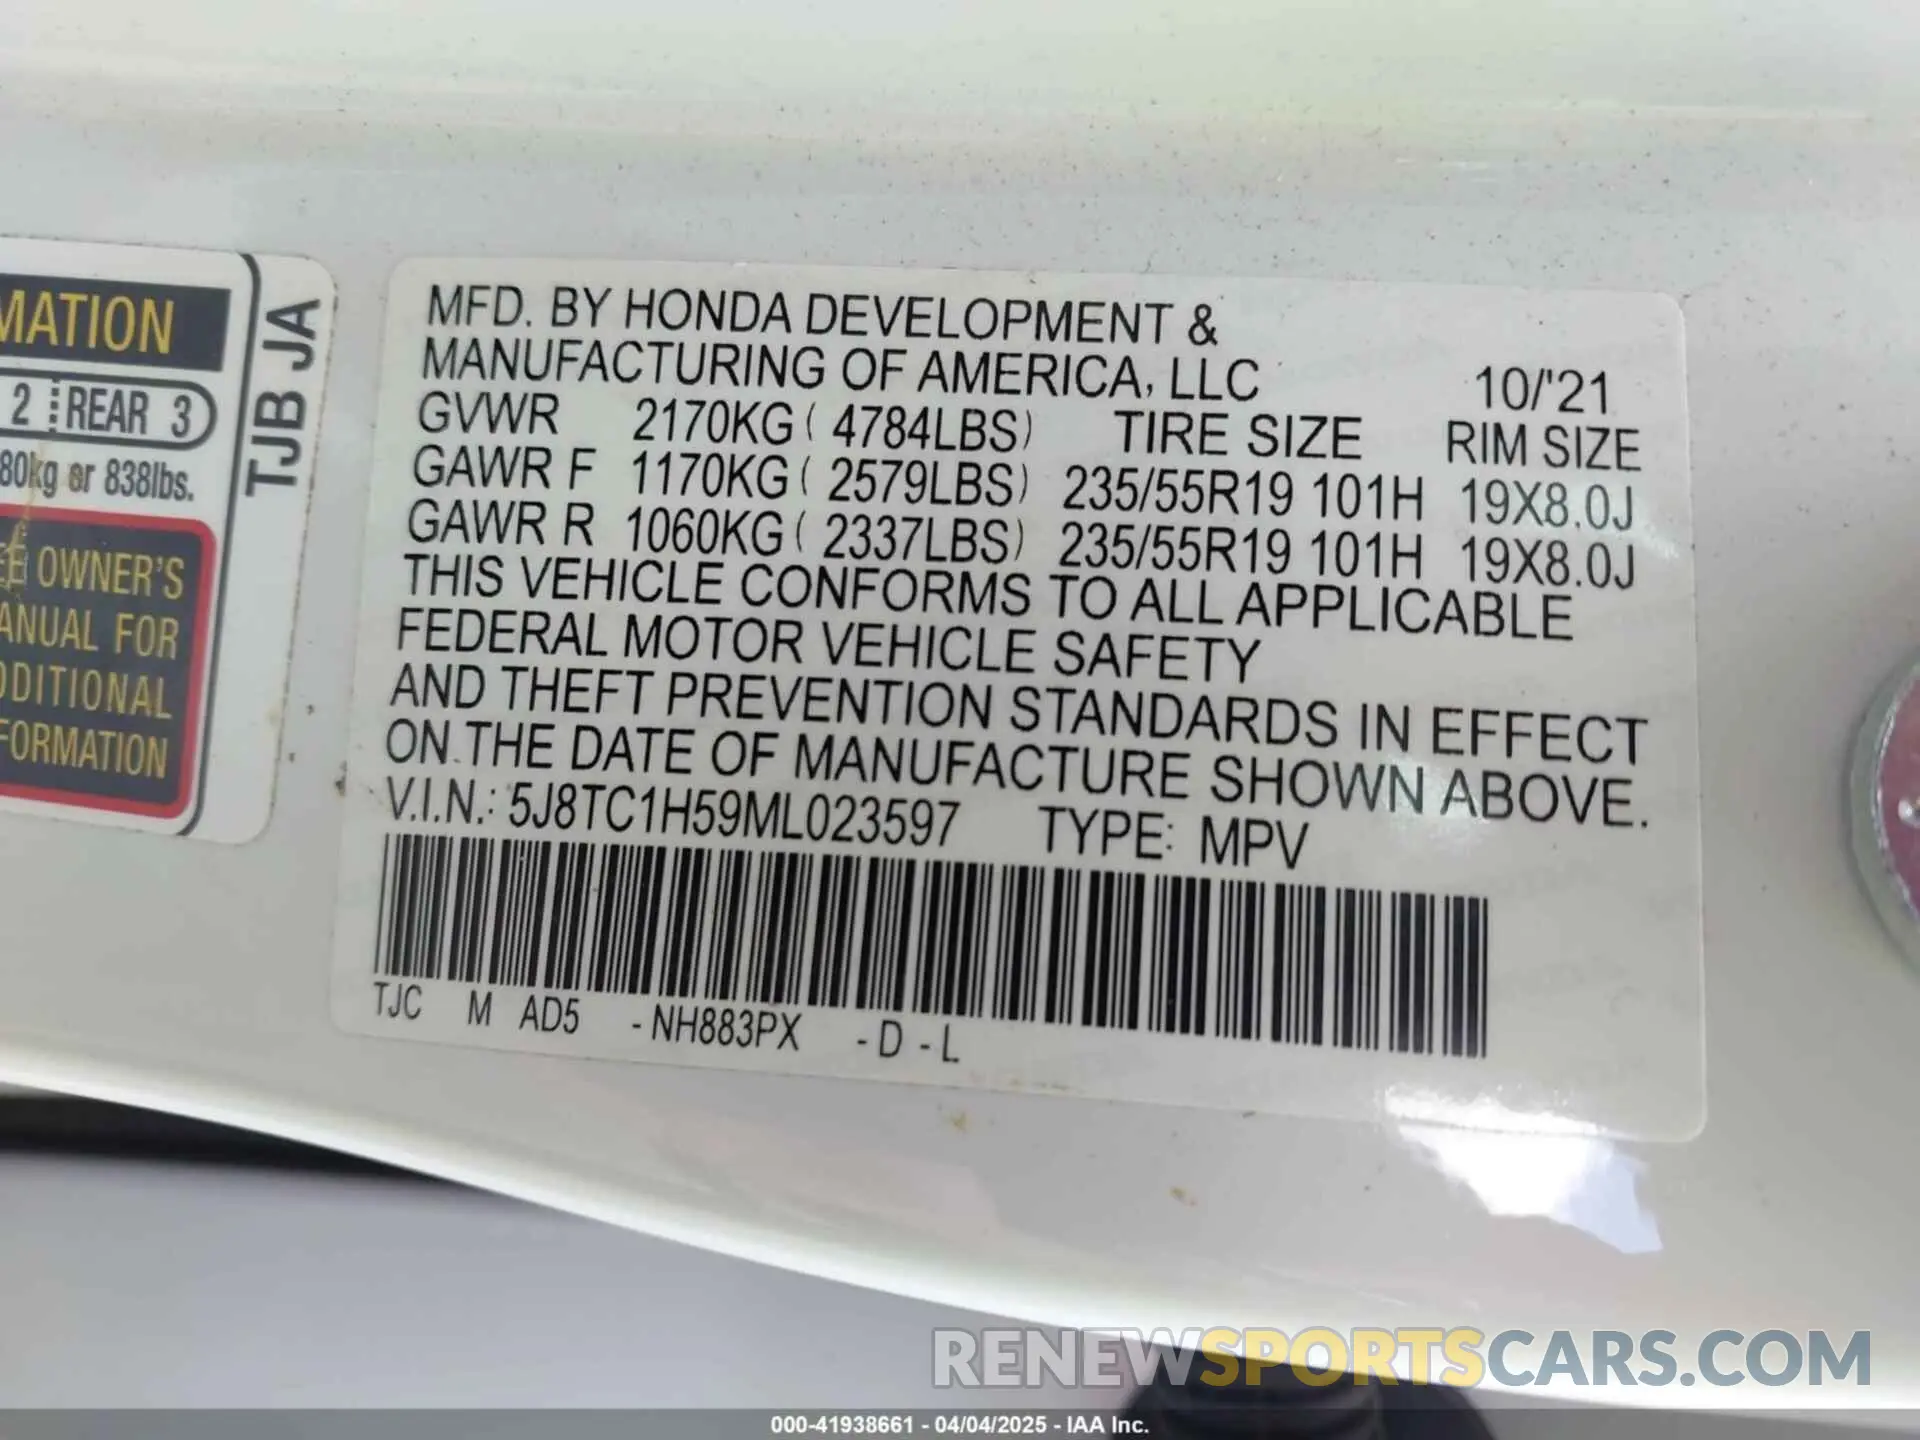 MATION
2 REAR 3
80kg or 838lbs.
EE OWNER'S
ANUAL FOR
DDITIONAL
FORMATION
TJB JA
MFD. BY HONDA DEVELOPMENT &
MANUFACTURING OF AMERICA, LLC 10/'21
GVWR 2170KG ( 4784LBS) TIRE SIZE RIM SIZE
GAWR F 1170KG ( 2579LBS) 235/55R19 101H 19X8.0J
GAWR R 1060KG ( 2337LBS) 235/55R19 101H 19X8.0J
THIS VEHICLE CONFORMS TO ALL APPLICABLE
FEDERAL MOTOR VEHICLE SAFETY
AND THEFT PREVENTION STANDARDS IN EFFECT
ON THE DATE OF MANUFACTURE SHOWN ABOVE.
V.I.N.: 5J8TC1H59ML023597 TYPE: MPV
TJC M AD5 -NH883PX -D-L
RENEWSPORTSCARS.COM
000-41938661 - 04/04/2025 - IAA Inc.